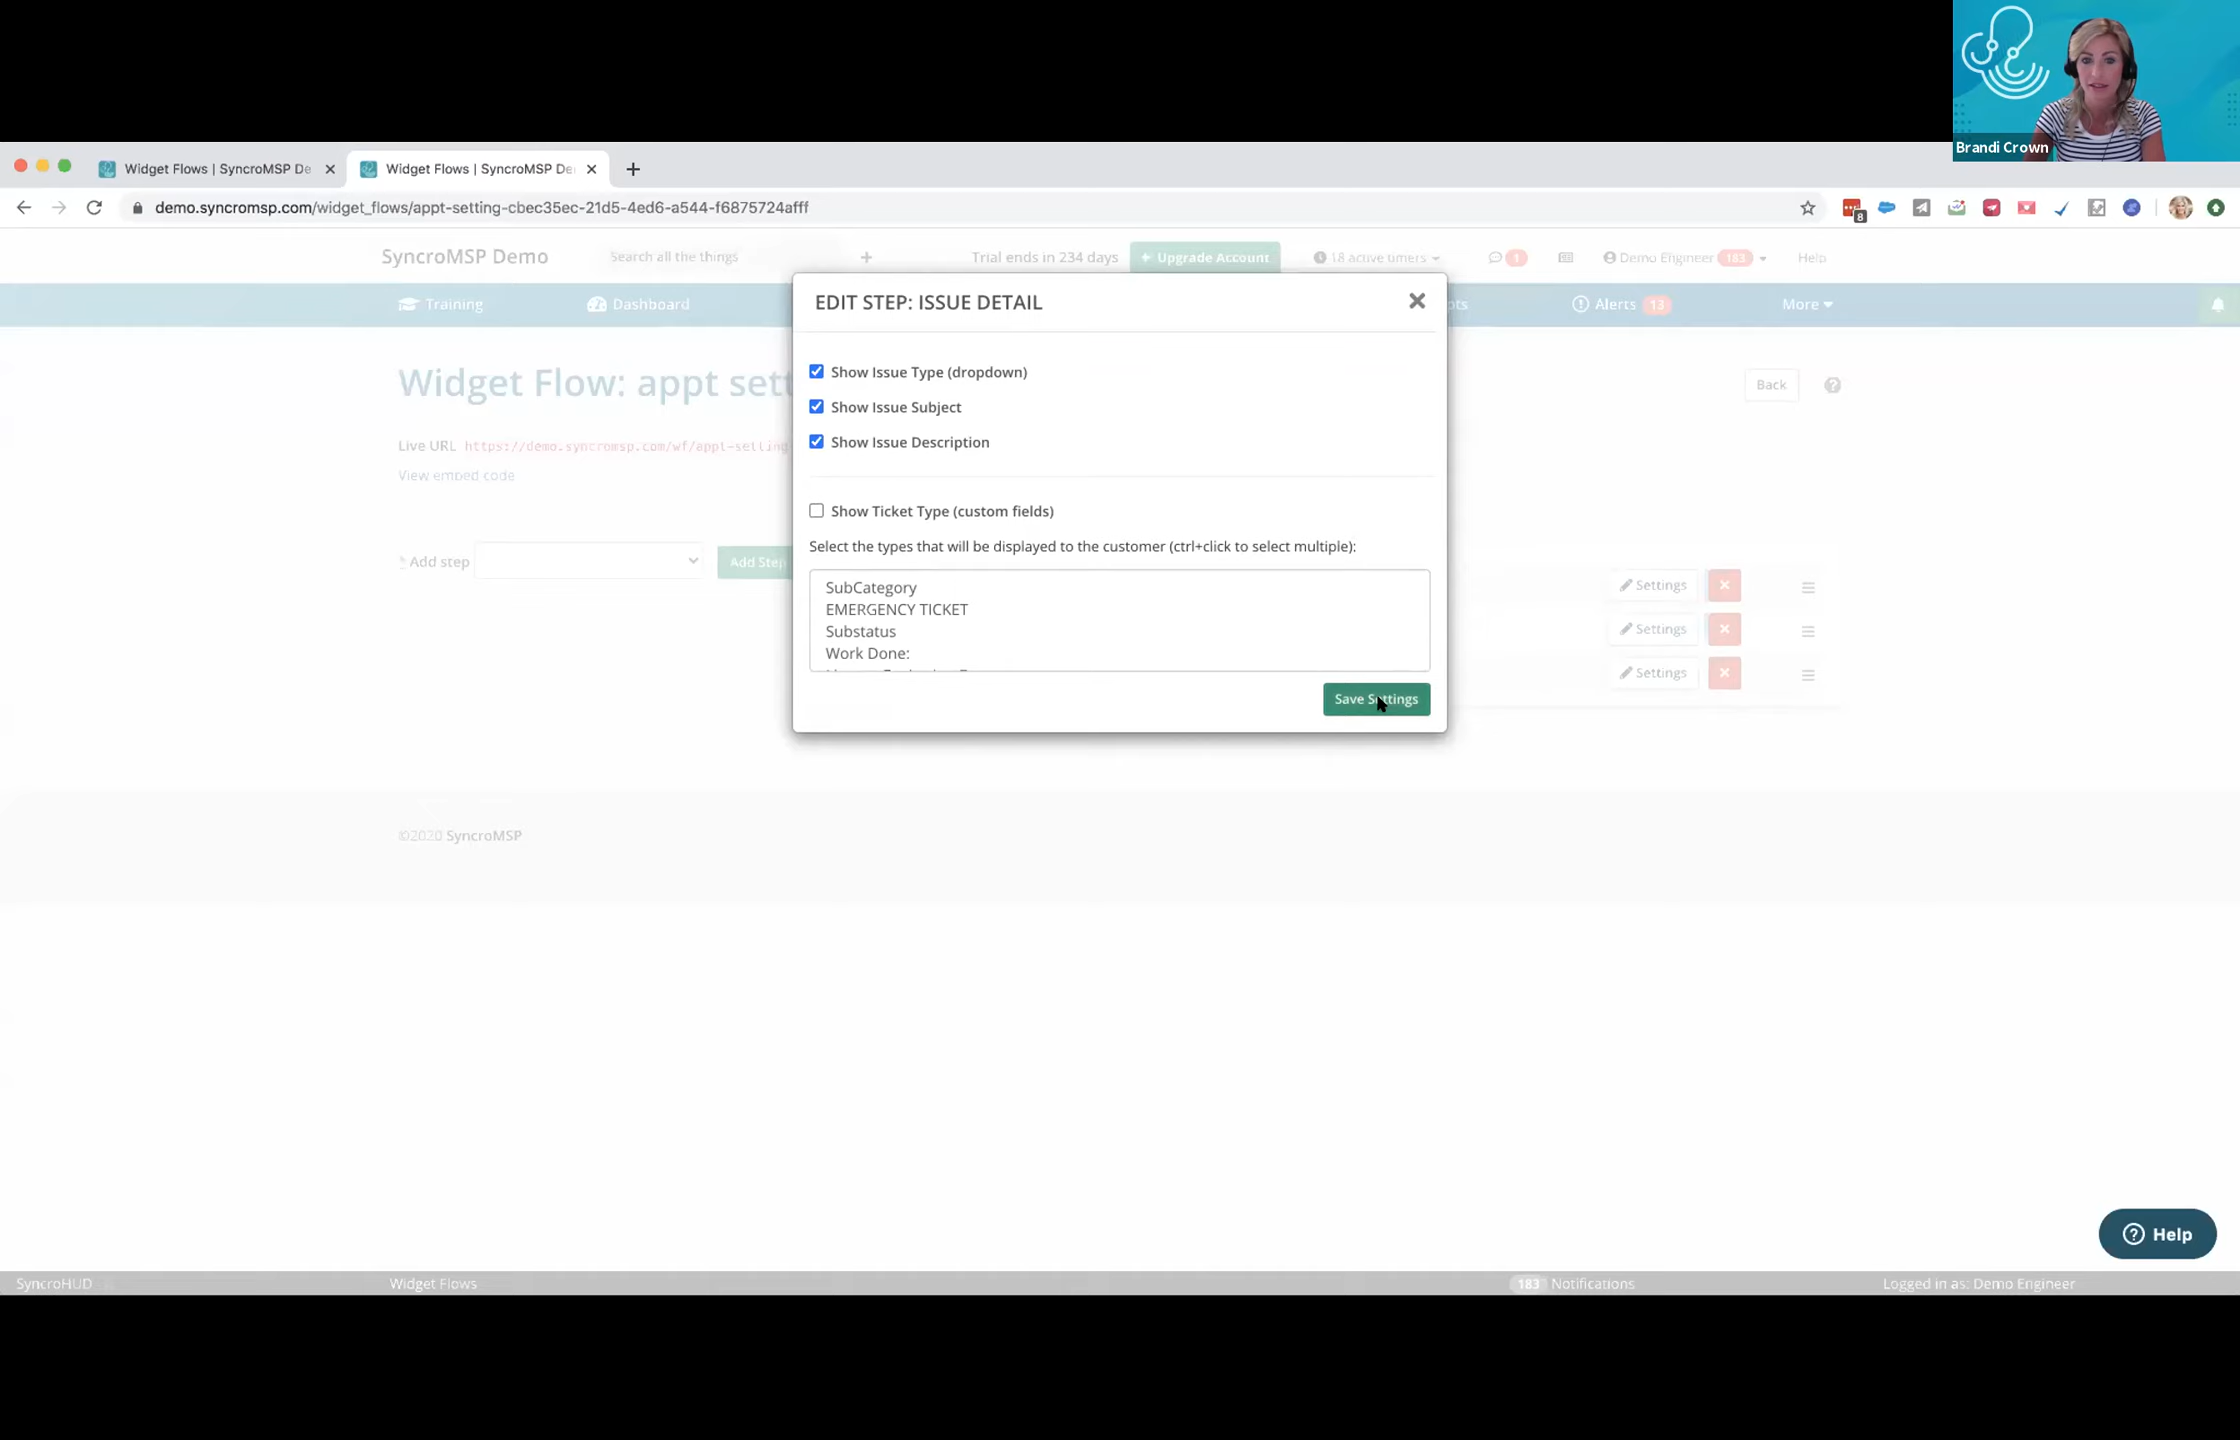 Brandi Crown
Widget Flows | SyncroMSP De
Widget Flows | SyncroMSP De
demo.syncromsp.com/widget_flows/appt-setting-cbec35ec-21d5-4ed6-a544-f6875724afff
8
SyncroMSP Demo
Search all the things
Trial ends in 234 days
Upgrade Account
18 active timers
1
Demo Engineer 183
Help
Training
Dashboard
Alerts 13
More
EDIT STEP: ISSUE DETAIL
Widget Flow: appt sett
Back
Live URL https://demo.syncromsp.com/wf/appt-setting
View embed code
Show Issue Type (dropdown)
Show Issue Subject
Show Issue Description
Show Ticket Type (custom fields)
Select the types that will be displayed to the customer (ctrl+click to select multiple):
* Add step
Add Step
SubCategory
EMERGENCY TICKET
Substatus
Work Done:
Settings
Settings
Settings
Save Settings
©2020 SyncroMSP
Help
SyncroHUD
Widget Flows
183 Notifications
Logged in as: Demo Engineer